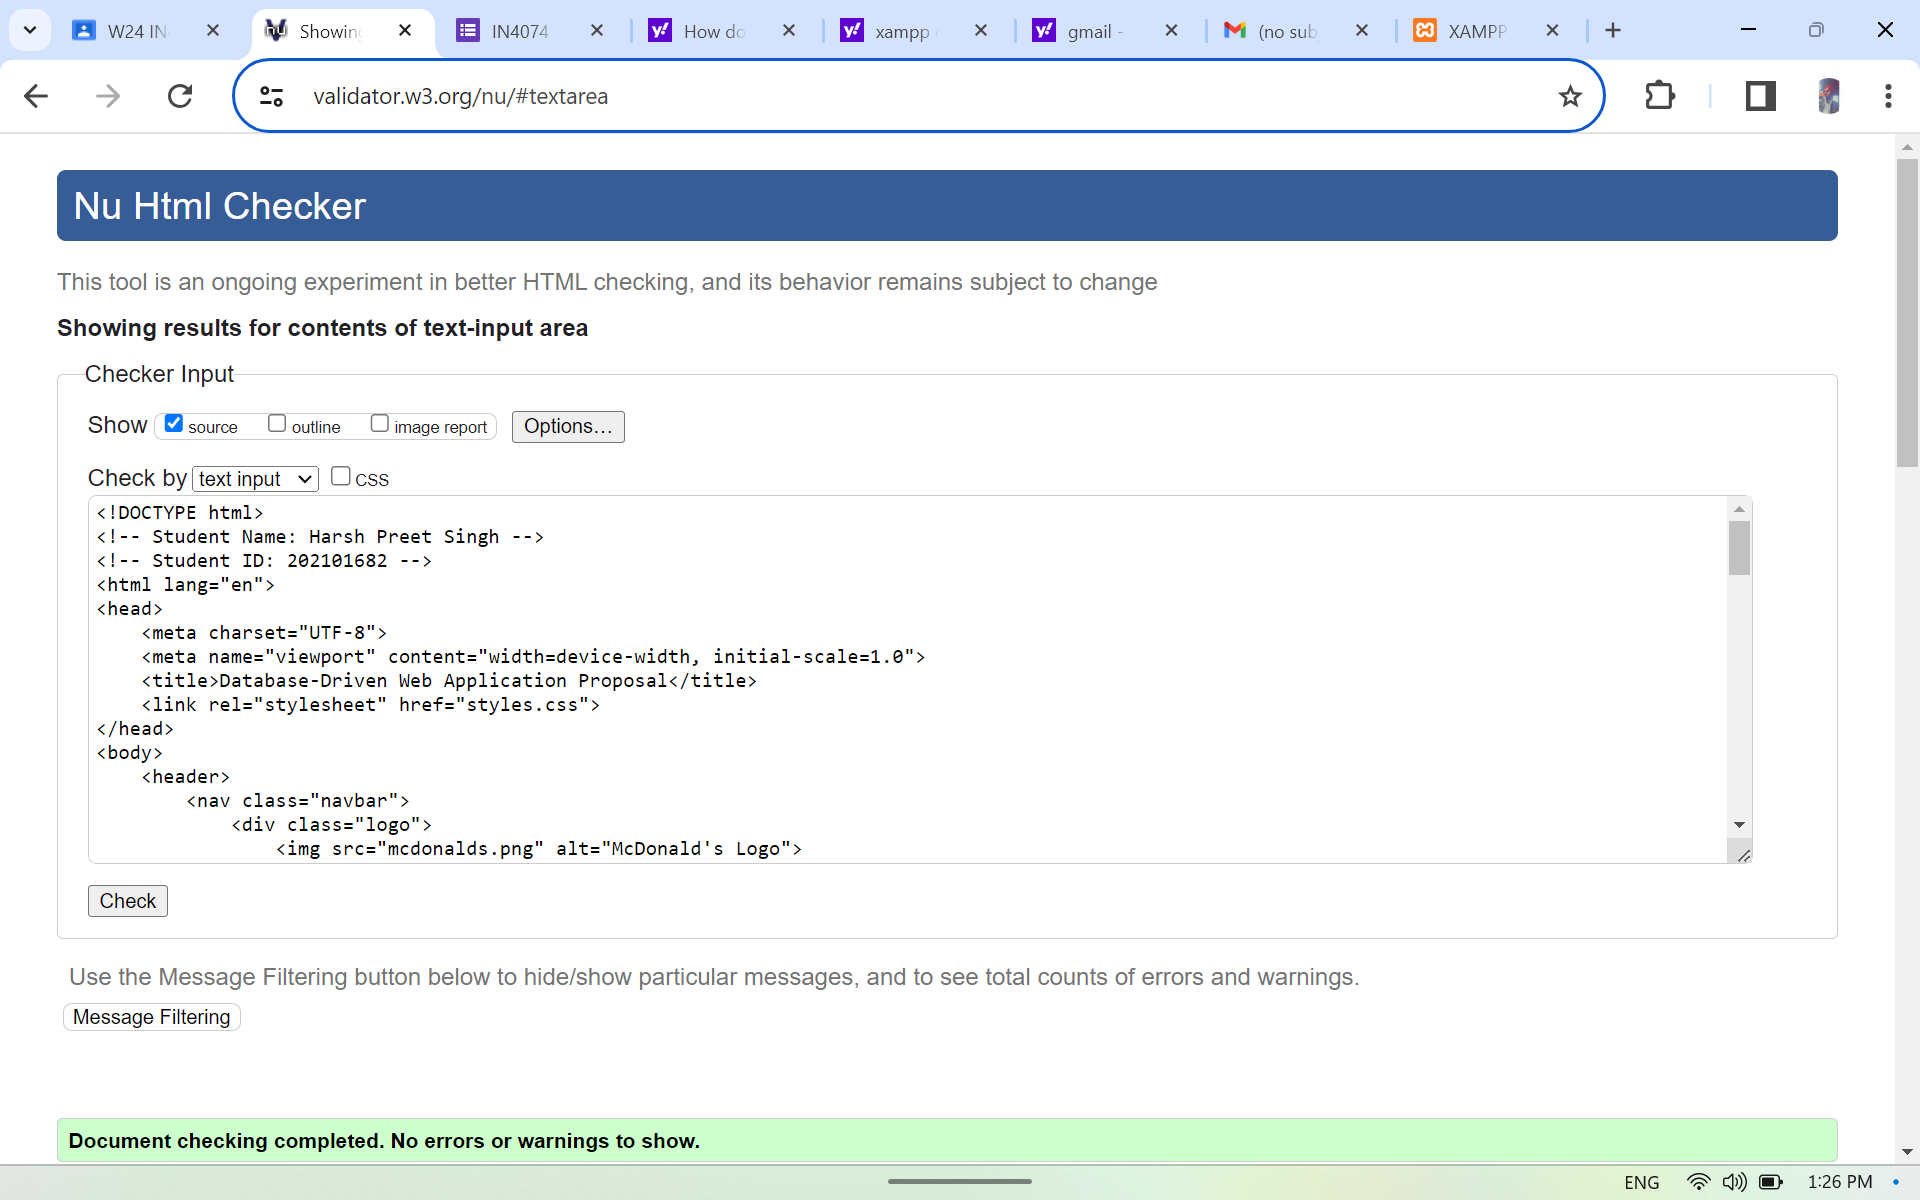 W24 IN
Showing
IN4074
How do
xampp
gmail -
(no sub
XAMPP
validator.w3.org/nu/#textarea
Nu Html Checker
This tool is an ongoing experiment in better HTML checking, and its behavior remains subject to change
Showing results for contents of text-input area
Checker Input
Show source outline image report Options...
Check by text input CSS
<!DOCTYPE html>
<!-- Student Name: Harsh Preet Singh -->
<!-- Student ID: 202101682 -->
<html lang="en">
<head>
<meta charset="UTF-8">
<meta name="viewport" content="width=device-width, initial-scale=1.0">
<title>Database-Driven Web Application Proposal</title>
<link rel="stylesheet" href="styles.css">
</head>
<body>
<header>
<nav class="navbar">
<div class="logo">
<img src="mcdonalds.png" alt="McDonald's Logo">
Check
Use the Message Filtering button below to hide/show particular messages, and to see total counts of errors and warnings.
Message Filtering
Document checking completed. No errors or warnings to show.
ENG 1:26 PM